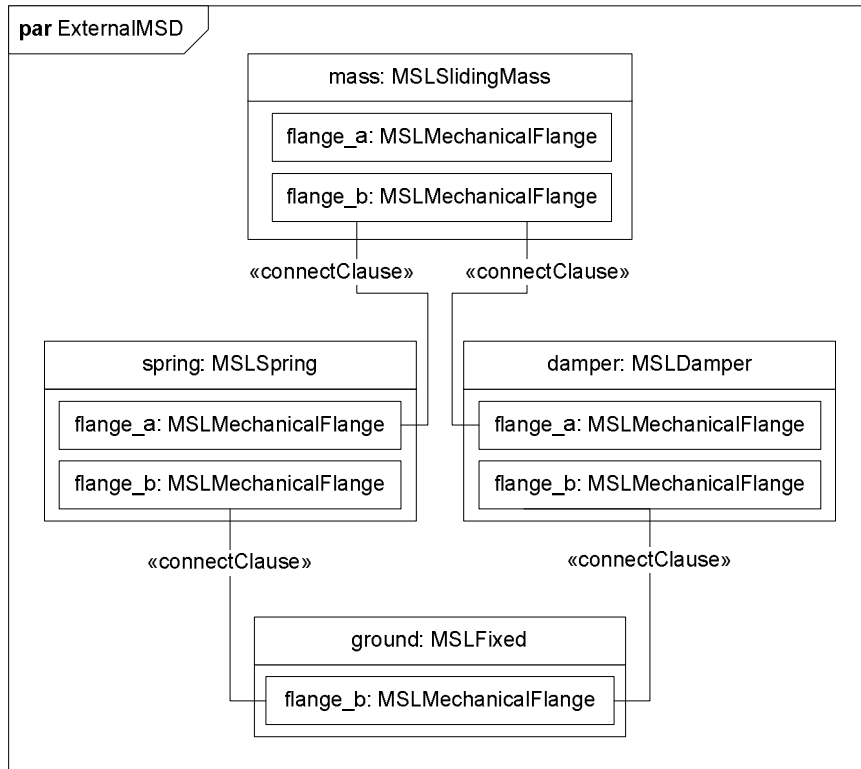 par ExternalMSD
mass: MSLSlidingMass
flange_a: MSLMechanicalFlange
flange_b: MSLMechanicalFlange
«connectClause» «connectClause»
spring: MSLSpring
flange_a: MSLMechanicalFlange
flange_b: MSLMechanicalFlange
damper: MSLDamper
flange_a: MSLMechanicalFlange
flange_b: MSLMechanicalFlange
«connectClause» «connectClause»
ground: MSLFixed
flange_b: MSLMechanicalFlange